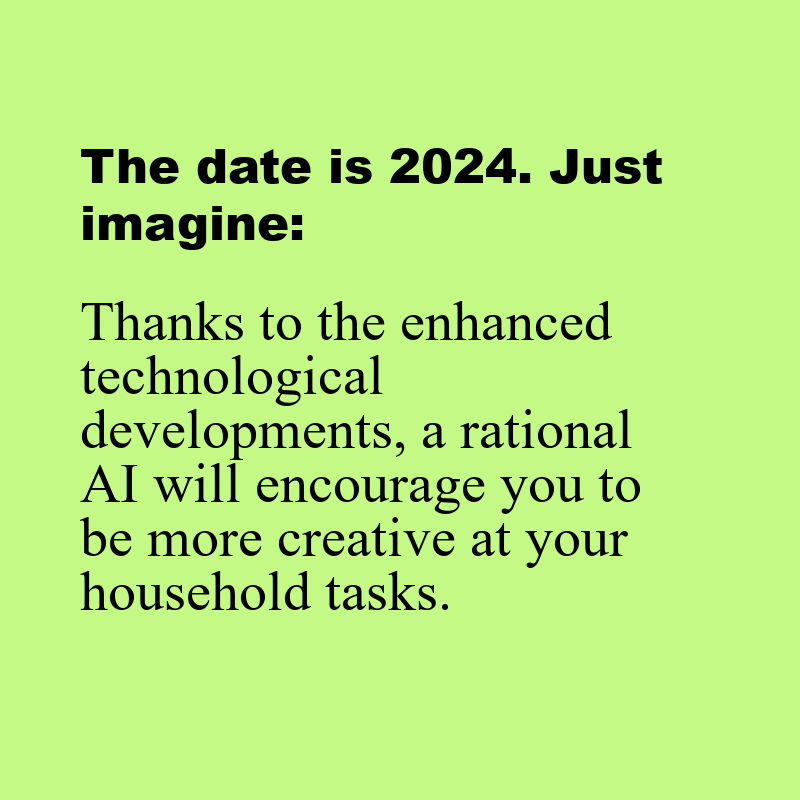 The date is 2024. Just
imagine:
Thanks to the enhanced
technological
developments, a rational
AI will encourage you to
be more creative at your
household tasks.